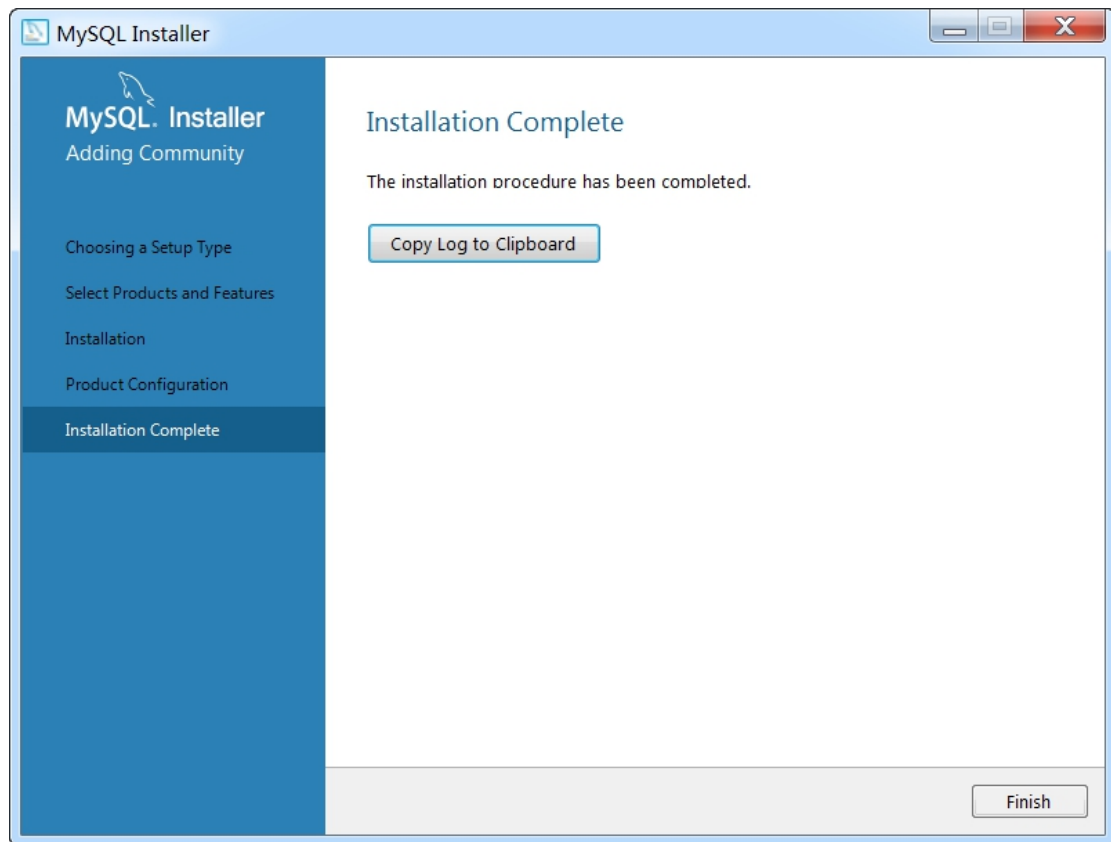 MySQL Installer
MySQL. Installer
Adding Community
Choosing a Setup Type
Select Products and Features
Installation
Product Configuration
Installation Complete
Installation Complete
The installation procedure has been completed.
Copy Log to Clipboard
Finish